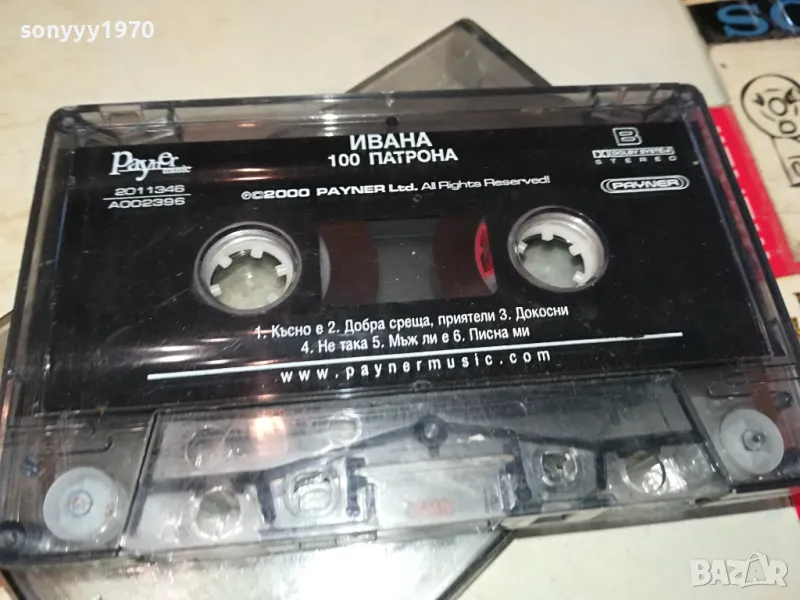 sonyyy1970
SO
ИВАНА
100 ПАТРОНА
Payner
music
2011346
A002396
℗©2000 PAYNER Ltd. All Rights Reserved!
B
DOLBY SYSTEM
STEREO
PAYNER
1. Късно е 2. Добра среща, приятели 3. Докосни
4. Не така 5. Мъж ли е 6. Писна ми
www.paynermusic.com
BAZAR